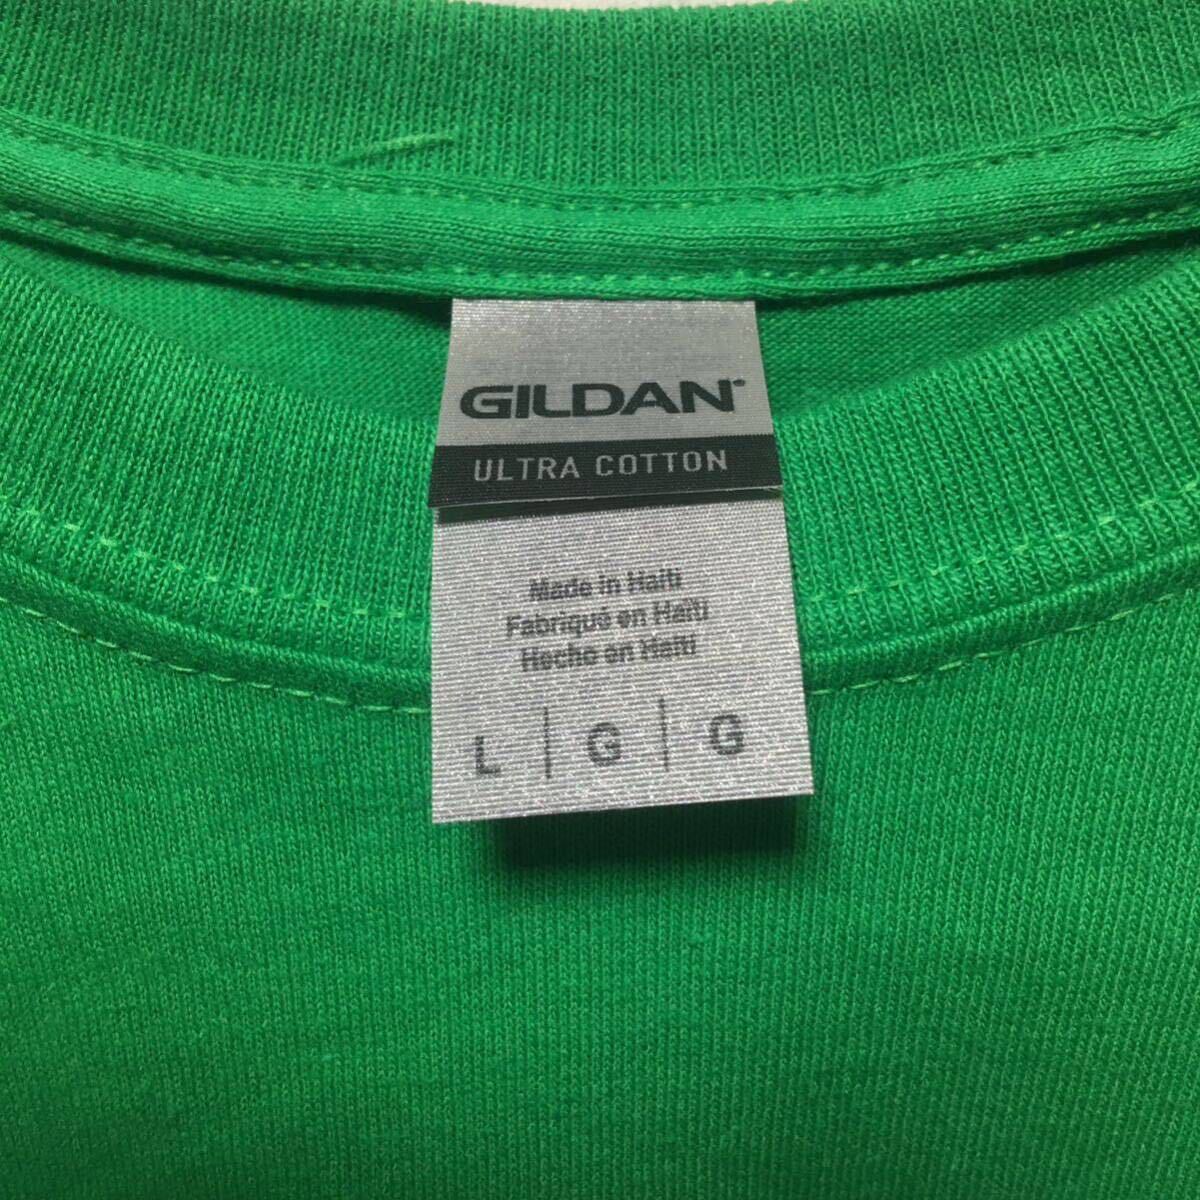 GILDAN®
ULTRA COTTON
Made in Haiti
Fabriqué en Haïti
Hecho en Haití
L | G | G